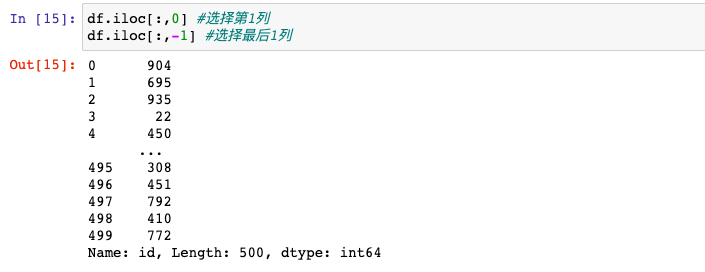 In [15]: df.iloc[:,0] #选择第1列
df.iloc[:,-1] #选择最后1列
Out[15]: 0      904
1      695
2      935
3       22
4      450
...
495    308
496    451
497    792
498    410
499    772
Name: id, Length: 500, dtype: int64